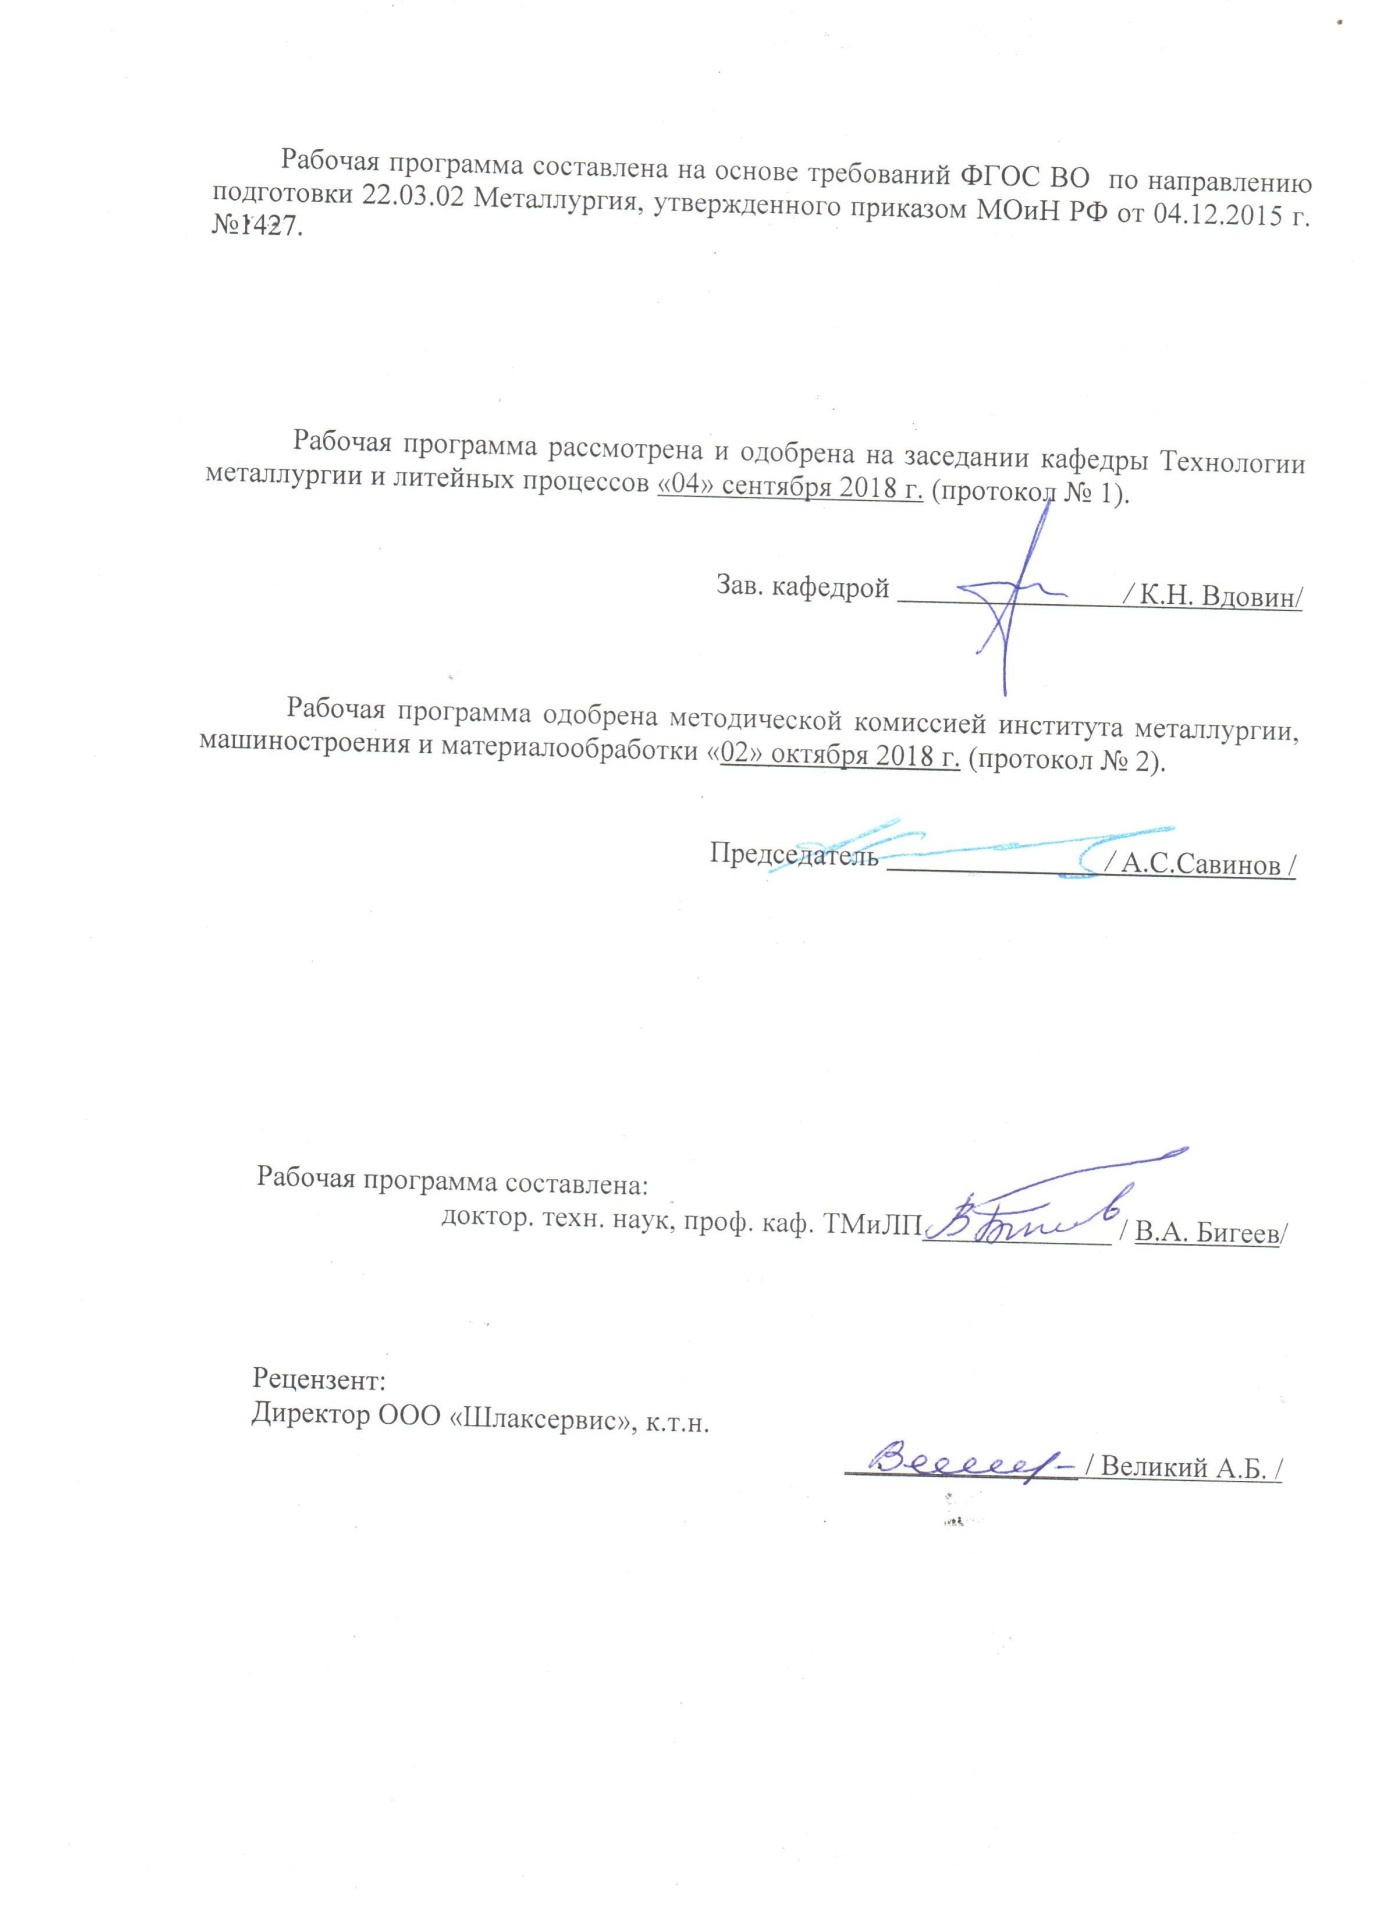 Рабочая программа составлена на основе требований ФГОС ВО по направлению
подготовки 22.03.02 Металлургия, утвержденного приказом МОиН РФ от 04.12.2015 г.
№1427.
Рабочая программа рассмотрена и одобрена на заседании кафедры Технологии
металлургии и литейных процессов «04» сентября 2018 г. (протокол № 1).
Зав. кафедрой / К.Н. Вдовин/
Рабочая программа одобрена методической комиссией института металлургии,
машиностроения и материалообработки «02» октября 2018 г. (протокол № 2).
Председатель / А.С.Савинов /
Рабочая программа составлена:
доктор. техн. наук, проф. каф. ТМиЛП / В.А. Бигеев/
Рецензент:
Директор ООО «Шлаксервис», к.т.н.
/ Великий А.Б. /